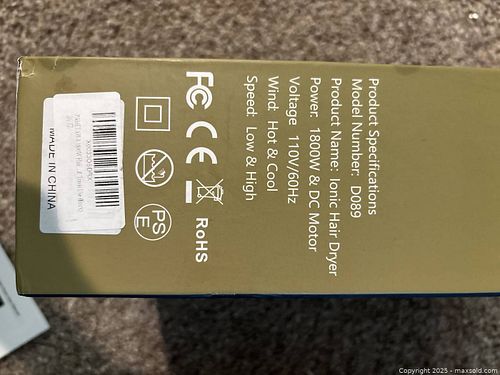 Product Specifications
Model Number: D089
Product Name: Ionic Hair Dryer
Power: 1800W & DC Motor
Voltage 110V/60Hz
Wind: Hot & Cool
Speed: Low & High
FC CE RoHS
PS E
MADE IN CHINA
Copyright 2025 - maxsold.com